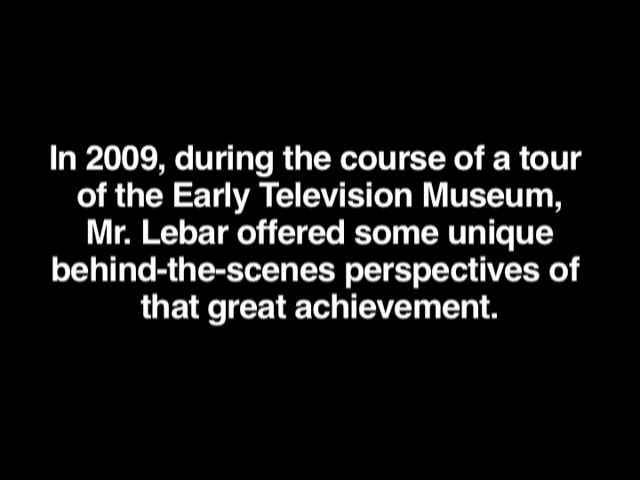 In 2009, during the course of a tour
of the Early Television Museum,
Mr. Lebar offered some unique
behind-the-scenes perspectives of
that great achievement.